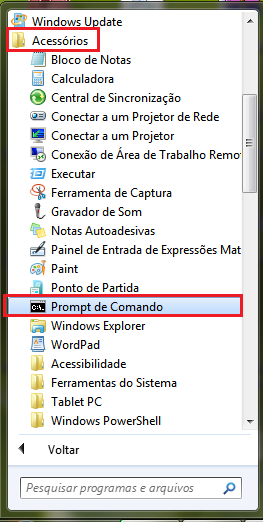 Windows Update
Acessórios
Bloco de Notas
Calculadora
Central de Sincronização
Conectar a um Projetor de Rede
Conectar a um Projetor
Conexão de Área de Trabalho Remot
Executar
Ferramenta de Captura
Gravador de Som
Notas Autoadesivas
Painel de Entrada de Expressões Mat
Paint
Ponto de Partida
Prompt de Comando
Windows Explorer
WordPad
Acessibilidade
Ferramentas do Sistema
Tablet PC
Windows PowerShell
Voltar
Pesquisar programas e arquivos